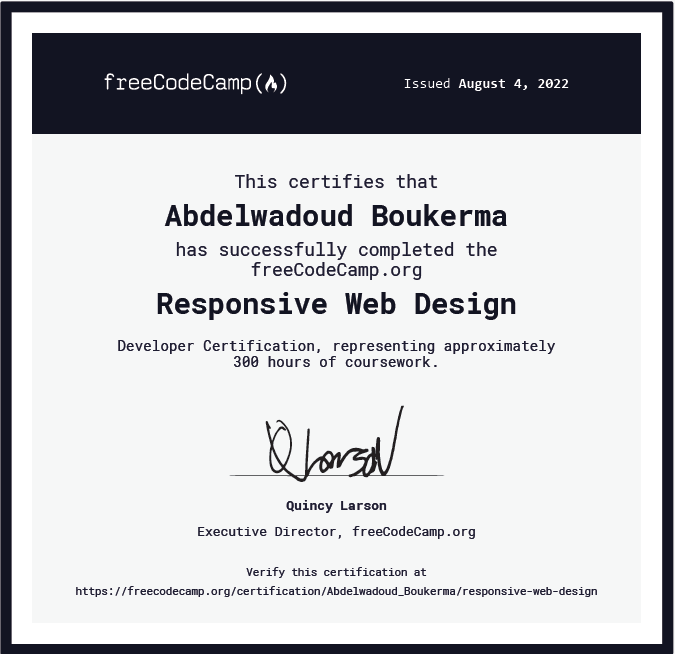 freeCodeCamp(🔥)
Issued August 4, 2022
This certifies that
Abdelwadoud Boukerma
has successfully completed the
freeCodeCamp.org
Responsive Web Design
Developer Certification, representing approximately
300 hours of coursework.
Quincy Larson
Executive Director, freeCodeCamp.org
Verify this certification at
https://freecodecamp.org/certification/Abdelwadoud_Boukerma/responsive-web-design